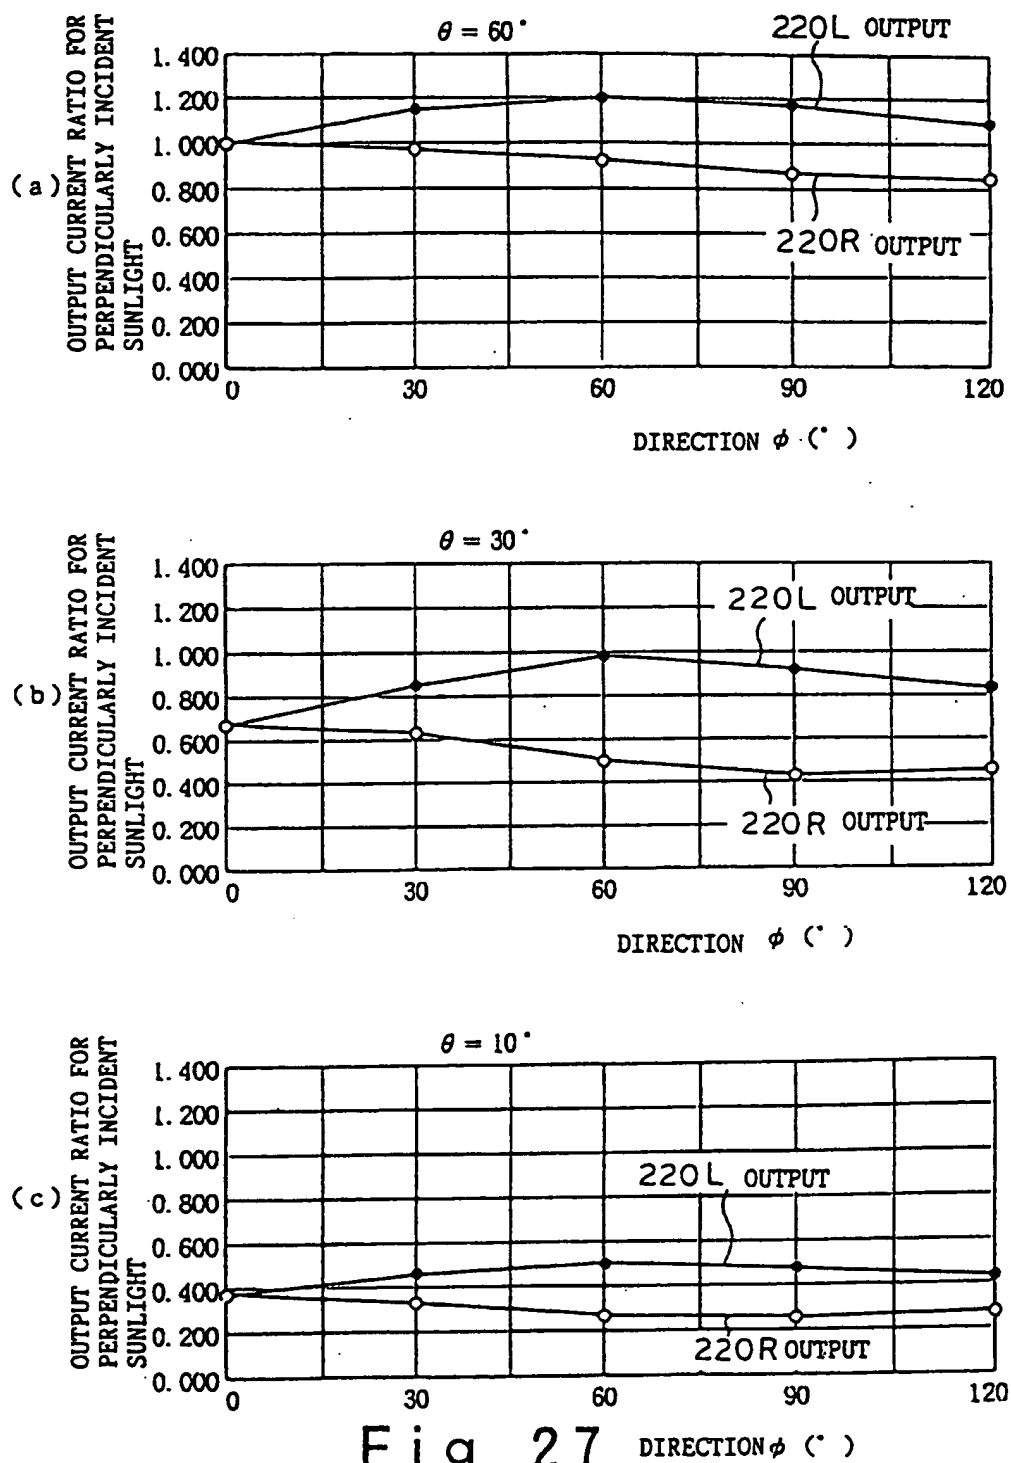 θ = 60°
220L OUTPUT
(a)
OUTPUT CURRENT RATIO FOR
PERPENDICULARLY INCIDENT
SUNLIGHT
1.400
1.200
1.000
0.800
0.600
0.400
0.200
0.000
220R OUTPUT
0 30 60 90 120
DIRECTION φ (°)
θ = 30°
(b)
OUTPUT CURRENT RATIO FOR
PERPENDICULARLY INCIDENT
SUNLIGHT
1.400
1.200
1.000
0.800
0.600
0.400
0.200
0.000
220L OUTPUT
220R OUTPUT
0 30 60 90 120
DIRECTION φ (°)
θ = 10°
(c)
OUTPUT CURRENT RATIO FOR
PERPENDICULARLY INCIDENT
SUNLIGHT
1.400
1.200
1.000
0.800
0.600
0.400
0.200
0.000
220L OUTPUT
220R OUTPUT
0 30 60 90 120
DIRECTION φ (°)
Fig 27